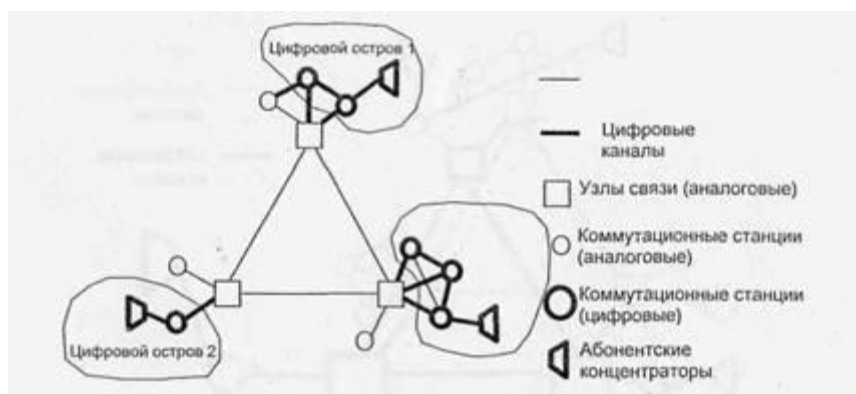 Цифровой остров 1
Цифровые
каналы
Узлы связи (аналоговые)
Коммутационные станции
(аналоговые)
Коммутационные станции
(цифровые)
Цифровой остров 2
Абонентские
концентраторы